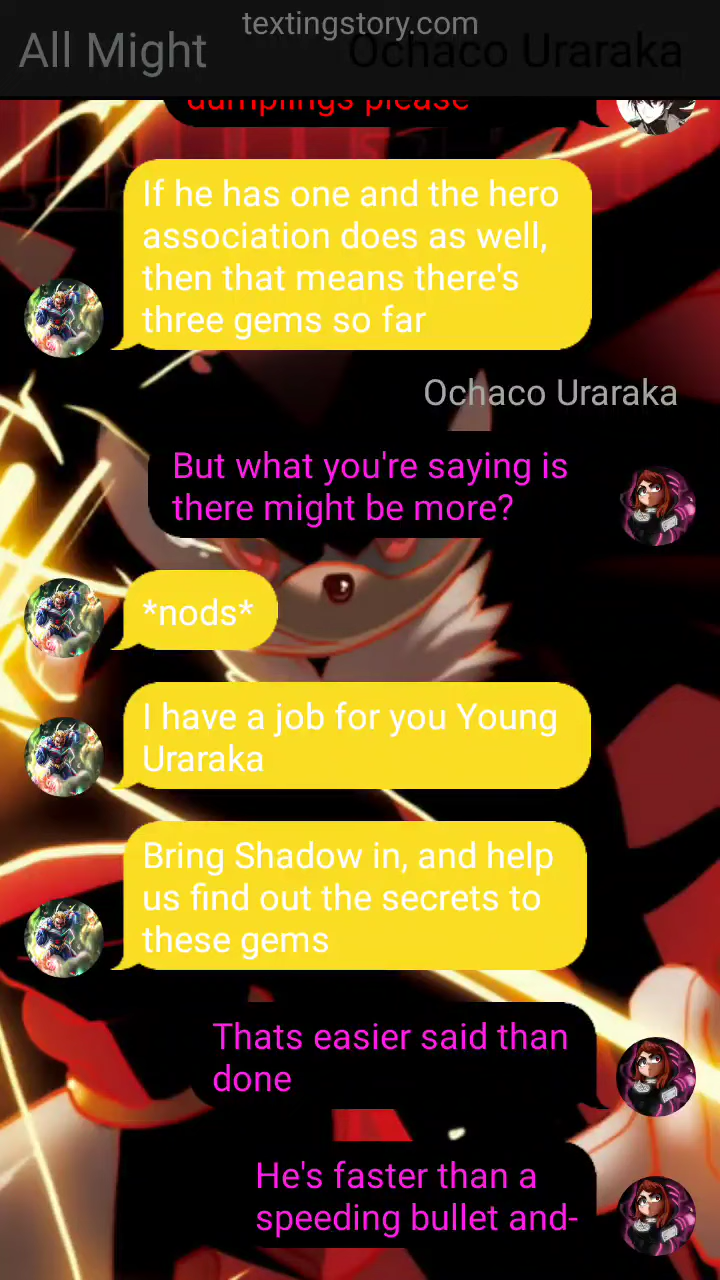 textingstory.com
All Might
Ochaco Uraraka
dumplings please
If he has one and the hero
association does as well,
then that means there's
three gems so far
Ochaco Uraraka
But what you're saying is
there might be more?
*nods*
I have a job for you Young
Uraraka
Bring Shadow in, and help
us find out the secrets to
these gems
Thats easier said than
done
He's faster than a
speeding bullet and-